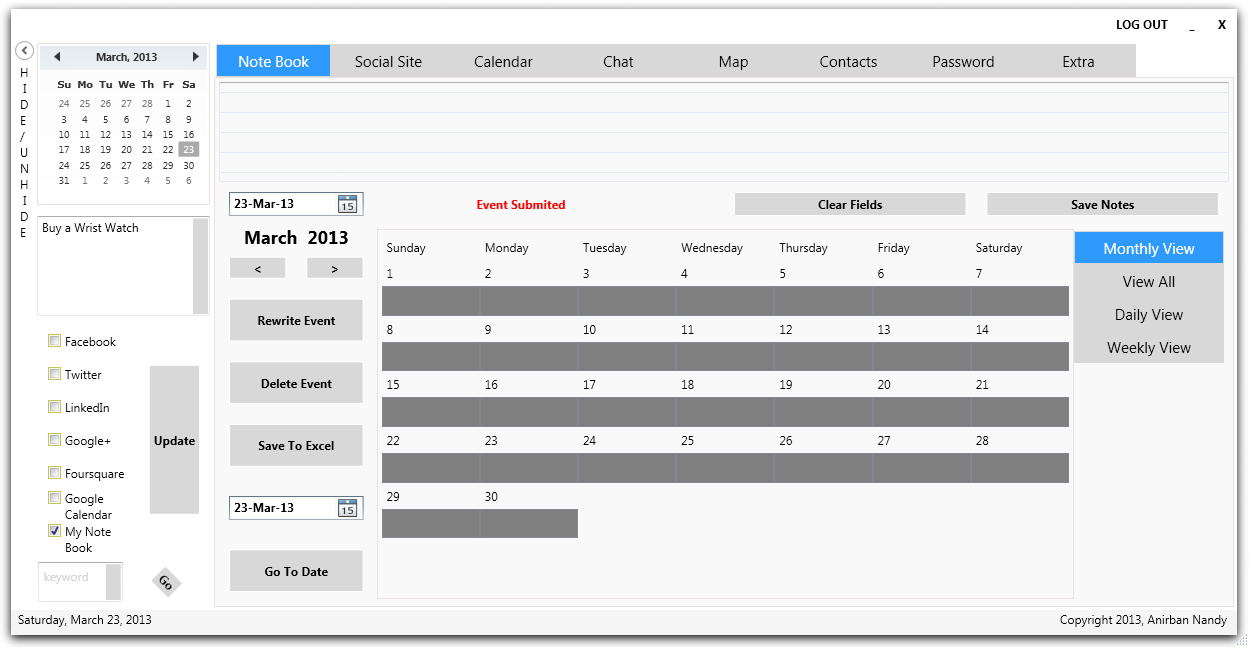 LOG OUT _ X
<
HIDE/UNHIDE
March, 2013
Su Mo Tu We Th Fr Sa
24 25 26 27 28 1 2
3 4 5 6 7 8 9
10 11 12 13 14 15 16
17 18 19 20 21 22 23
24 25 26 27 28 29 30
31 1 2 3 4 5 6
Buy a Wrist Watch
Facebook
Twitter
LinkedIn
Google+
Foursquare
Google
Calendar
My Note
Book
Update
keyword
Go
Note Book Social Site Calendar Chat Map Contacts Password Extra
23-Mar-13 15 Event Submited Clear Fields Save Notes
March 2013
< >
Rewrite Event
Delete Event
Save To Excel
23-Mar-13 15
Go To Date
Sunday Monday Tuesday Wednesday Thursday Friday Saturday
1 2 3 4 5 6 7
8 9 10 11 12 13 14
15 16 17 18 19 20 21
22 23 24 25 26 27 28
29 30
Monthly View
View All
Daily View
Weekly View
Saturday, March 23, 2013 Copyright 2013, Anirban Nandy